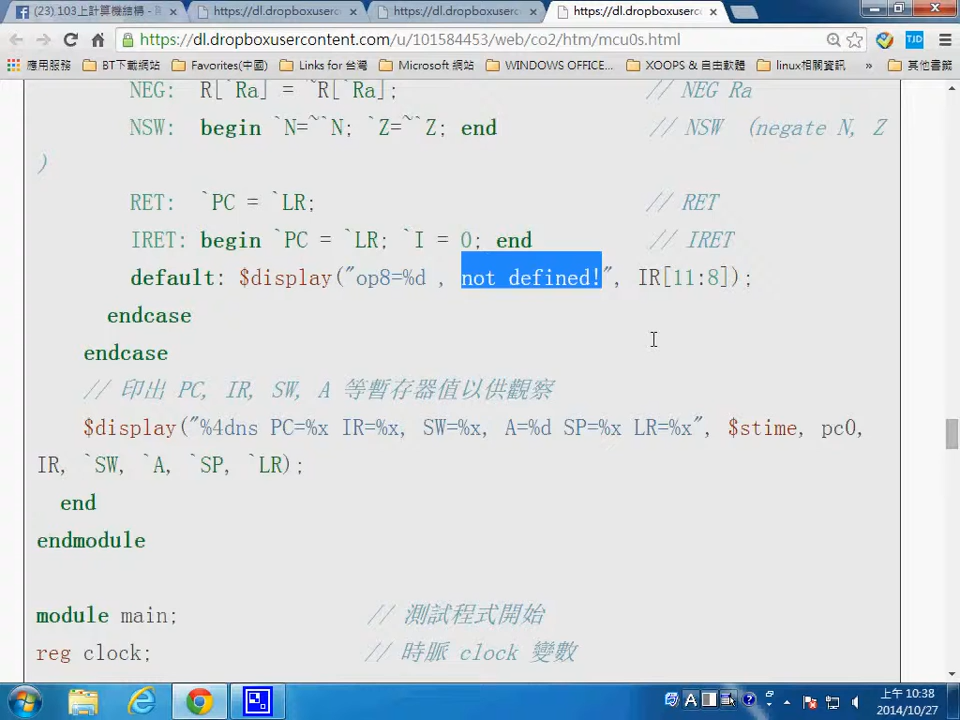 (23) 103上計算機結構 -
https://dl.dropboxuserco
https://dl.dropboxuserco
https://dl.dropboxuserco
https://dl.dropboxusercontent.com/u/101584453/web/co2/htm/mcu0s.html
TJD
應用服務 BT下載網站 Favorites(中國) Links for 台灣 Microsoft 網站 WINDOWS OFFICE... XOOPS & 自由軟體 linux相關資訊 » 其他書籤
NEG: R[`Ra] = ~R[`Ra]; // NEG Ra
NSW: begin `N=~`N; `Z=~`Z; end // NSW (negate N, Z
)
RET: `PC = `LR; // RET
IRET: begin `PC = `LR; `I = 0; end // IRET
default: $display("op8=%d , not defined!", IR[11:8]);
endcase
endcase
// 印出 PC, IR, SW, A 等暫存器值以供觀察
$display("%4dns PC=%x IR=%x, SW=%x, A=%d SP=%x LR=%x", $stime, pc0,
IR, `SW, `A, `SP, `LR);
end
endmodule
module main; // 測試程式開始
reg clock; // 時脈 clock 變數
A
上午 10:38
2014/10/27